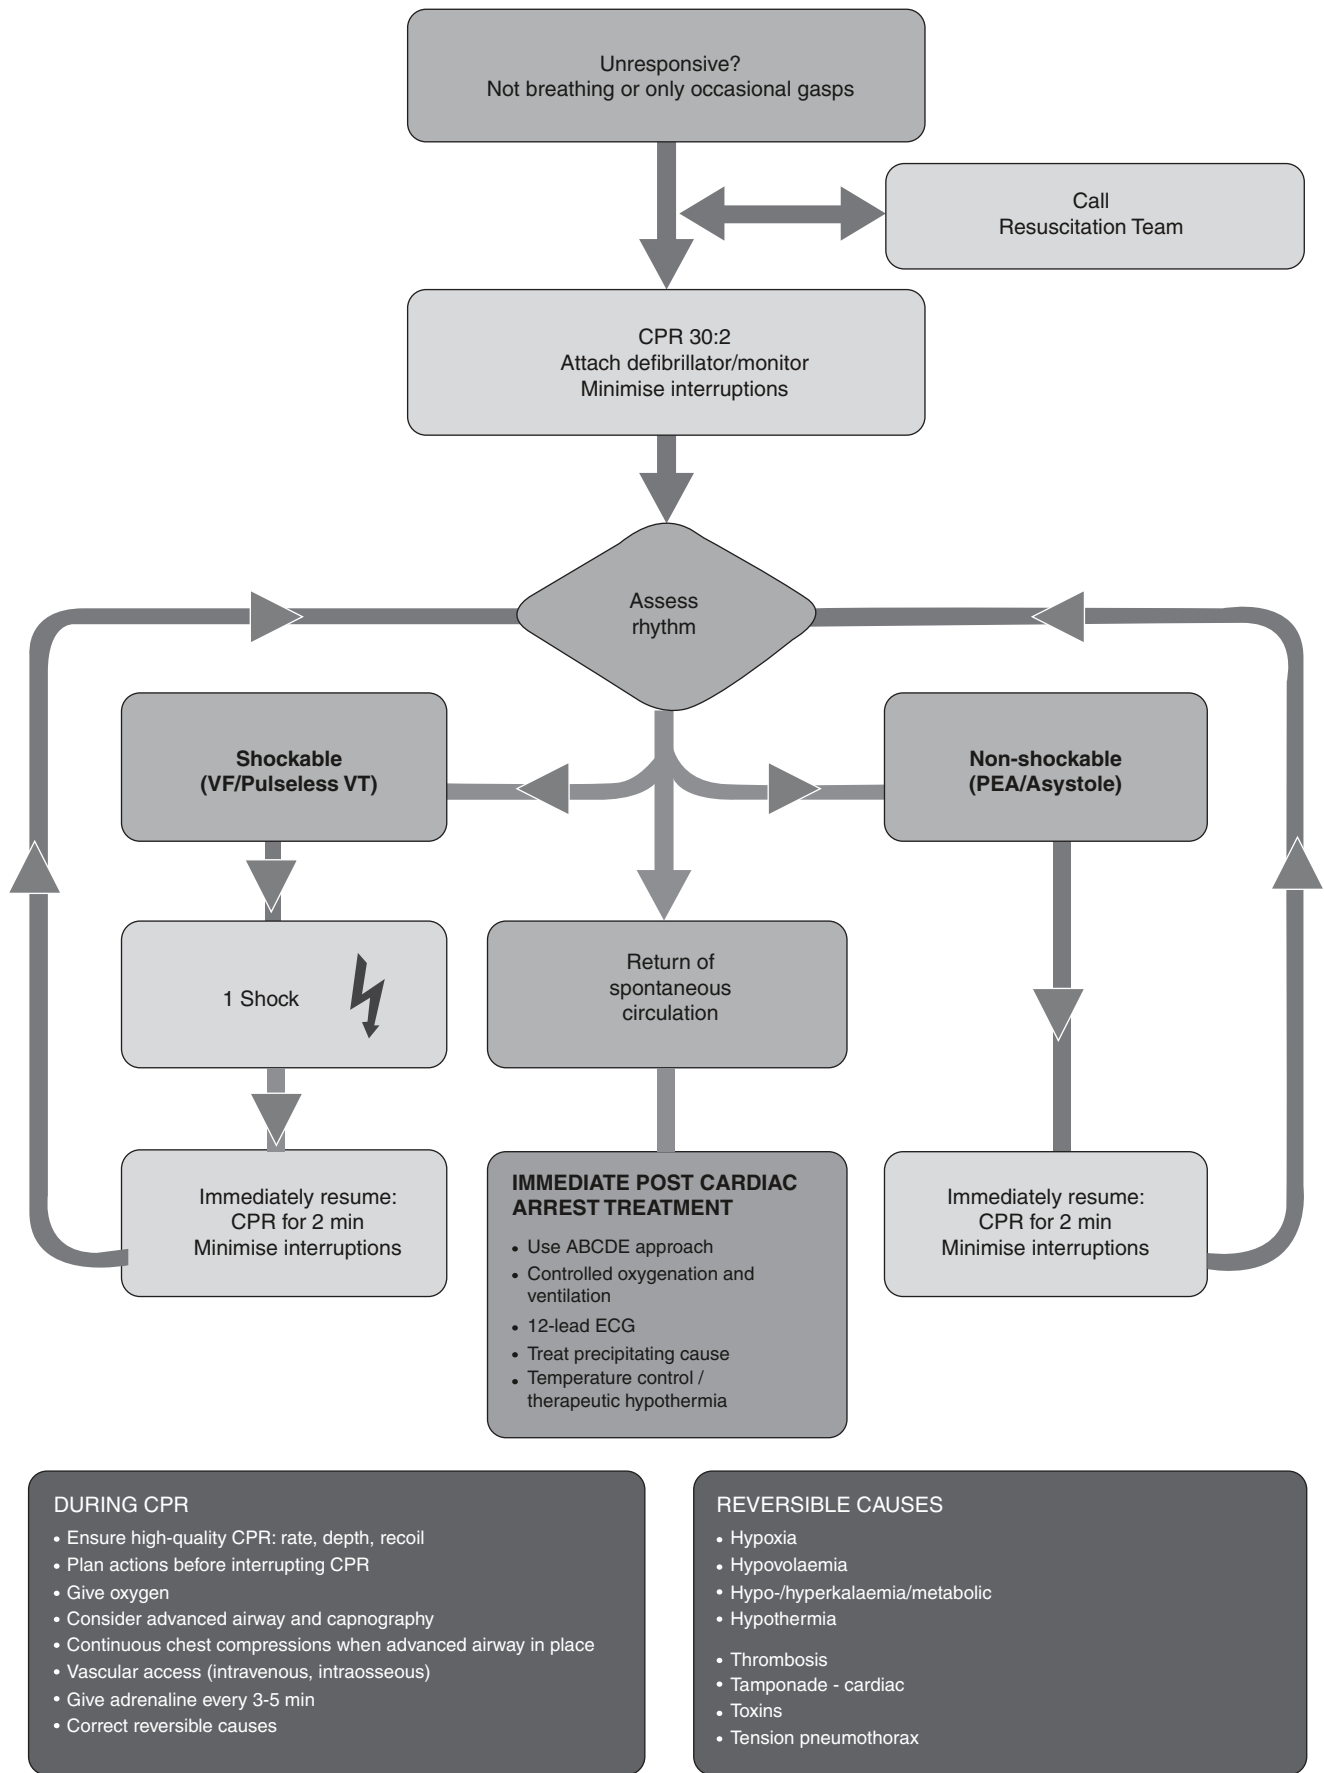 Unresponsive?
Not breathing or only occasional gasps
Call
Resuscitation Team
CPR 30:2
Attach defibrillator/monitor
Minimise interruptions
Assess
rhythm
Shockable
(VF/Pulseless VT)
Non-shockable
(PEA/Asystole)
1 Shock
Return of
spontaneous
circulation
Immediately resume:
CPR for 2 min
Minimise interruptions
IMMEDIATE POST CARDIAC
ARREST TREATMENT
• Use ABCDE approach
• Controlled oxygenation and
ventilation
• 12-lead ECG
• Treat precipitating cause
• Temperature control /
therapeutic hypothermia
Immediately resume:
CPR for 2 min
Minimise interruptions
DURING CPR
• Ensure high-quality CPR: rate, depth, recoil
• Plan actions before interrupting CPR
• Give oxygen
• Consider advanced airway and capnography
• Continuous chest compressions when advanced airway in place
• Vascular access (intravenous, intraosseous)
• Give adrenaline every 3-5 min
• Correct reversible causes
REVERSIBLE CAUSES
• Hypoxia
• Hypovolaemia
• Hypo-/hyperkalaemia/metabolic
• Hypothermia
• Thrombosis
• Tamponade - cardiac
• Toxins
• Tension pneumothorax